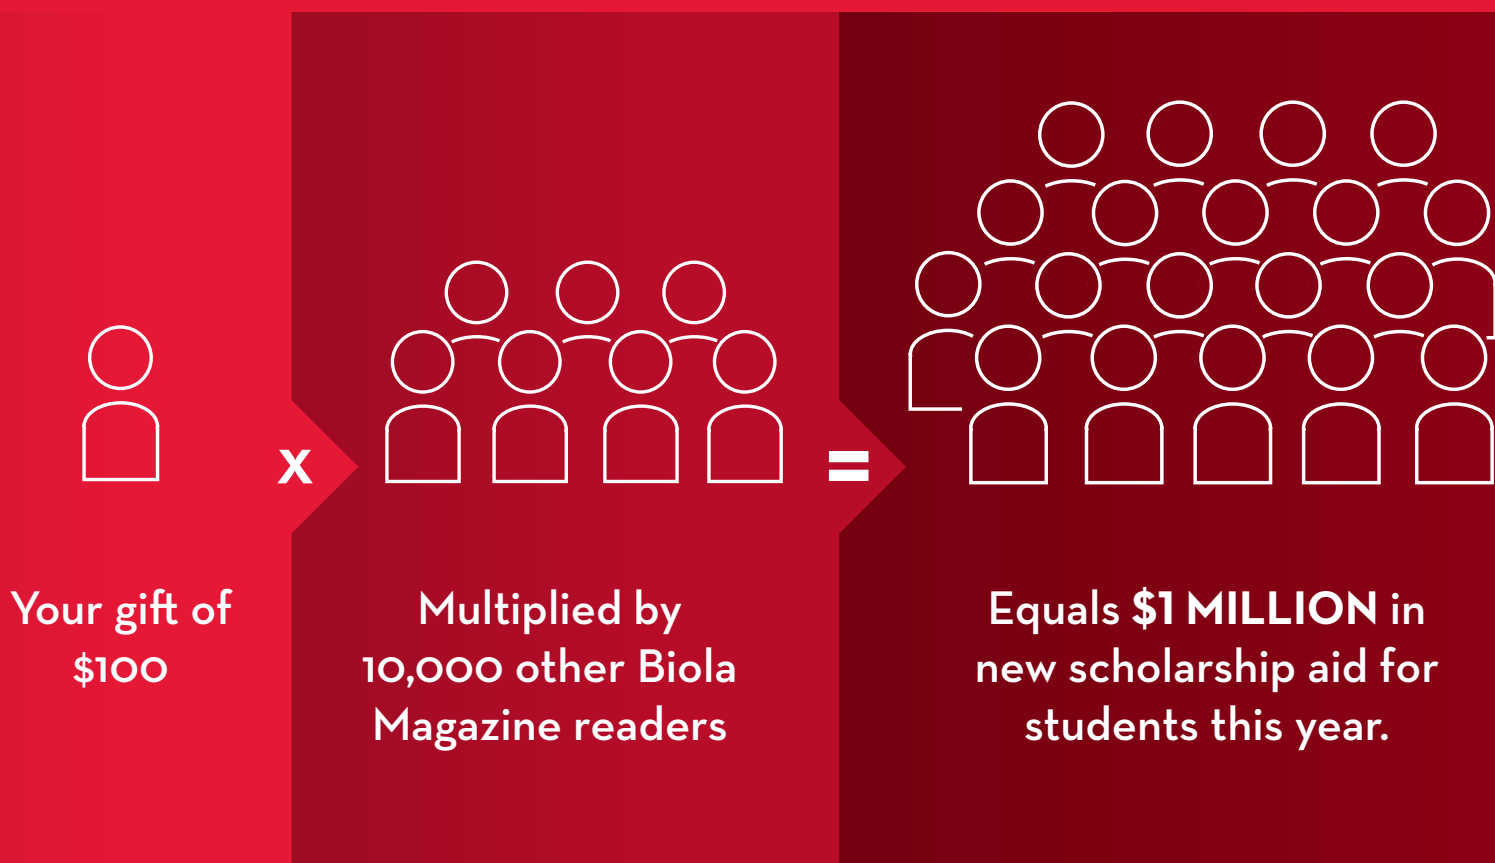 x
=
Your gift of
$100
Multiplied by
10,000 other Biola
Magazine readers
Equals $1 MILLION in
new scholarship aid for
students this year.